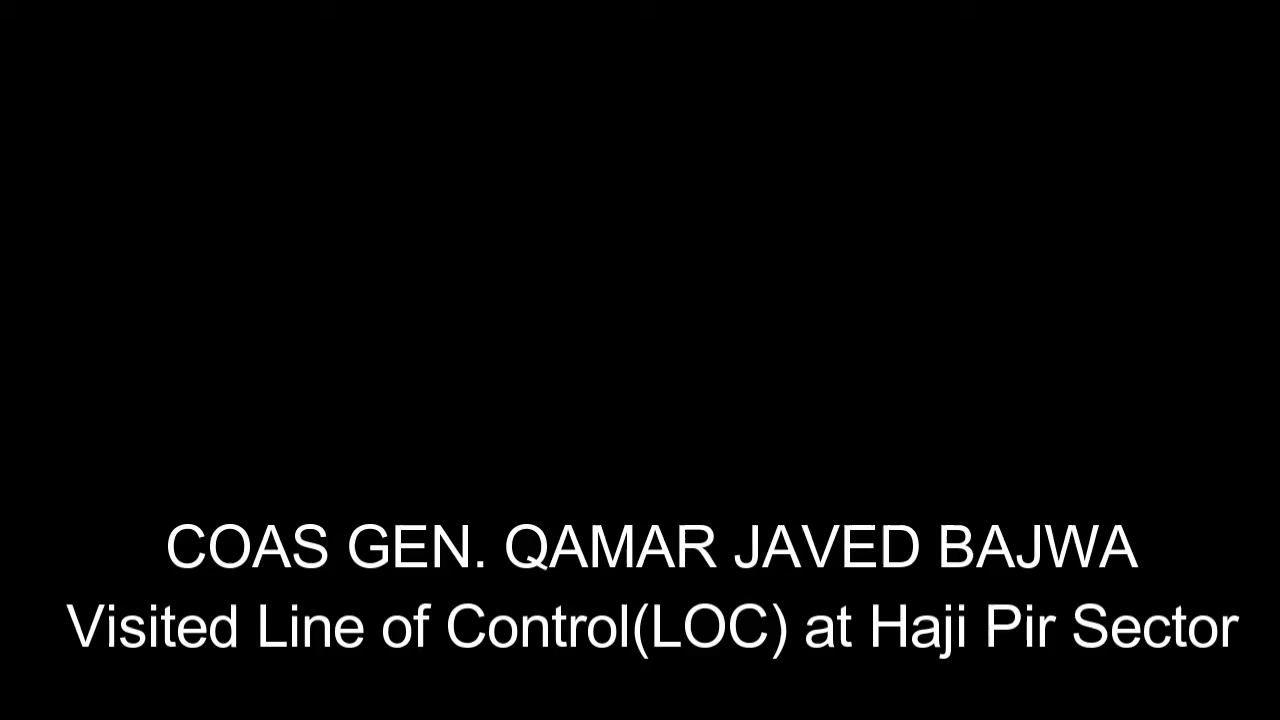 COAS GEN. QAMAR JAVED BAJWA
Visited Line of Control(LOC) at Haji Pir Sector